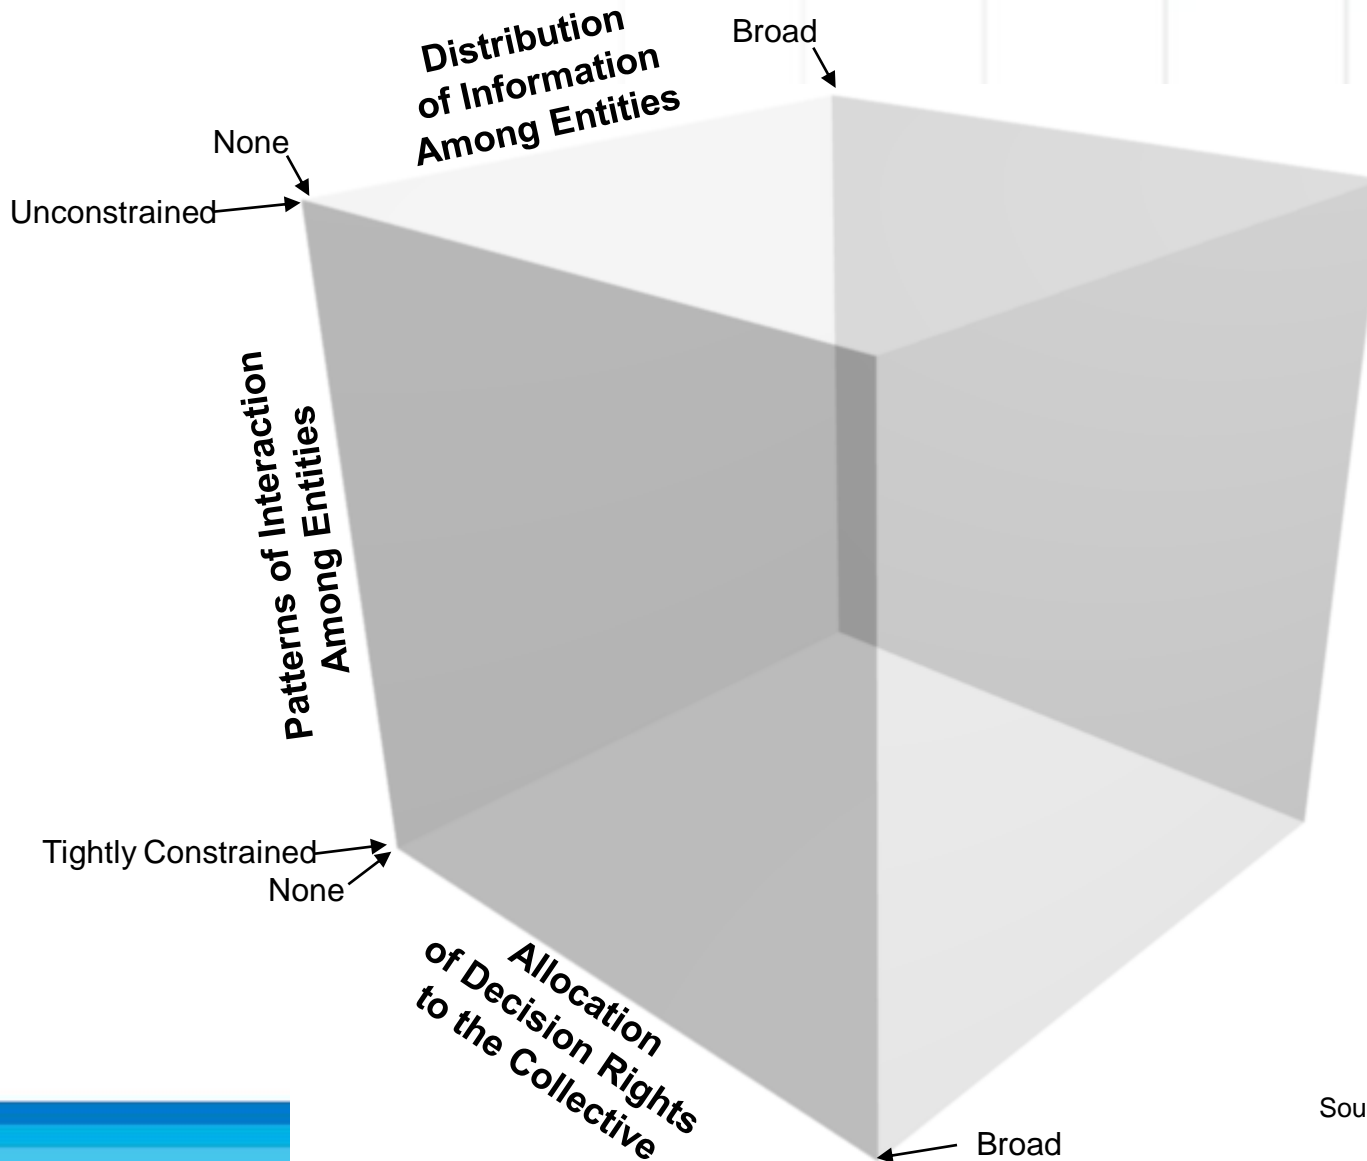 Distribution
of Information
Among Entities
Broad
None
Unconstrained
Patterns of Interaction
Among Entities
Tightly Constrained
None
Allocation
of Decision Rights
to the Collective
Broad
Sou